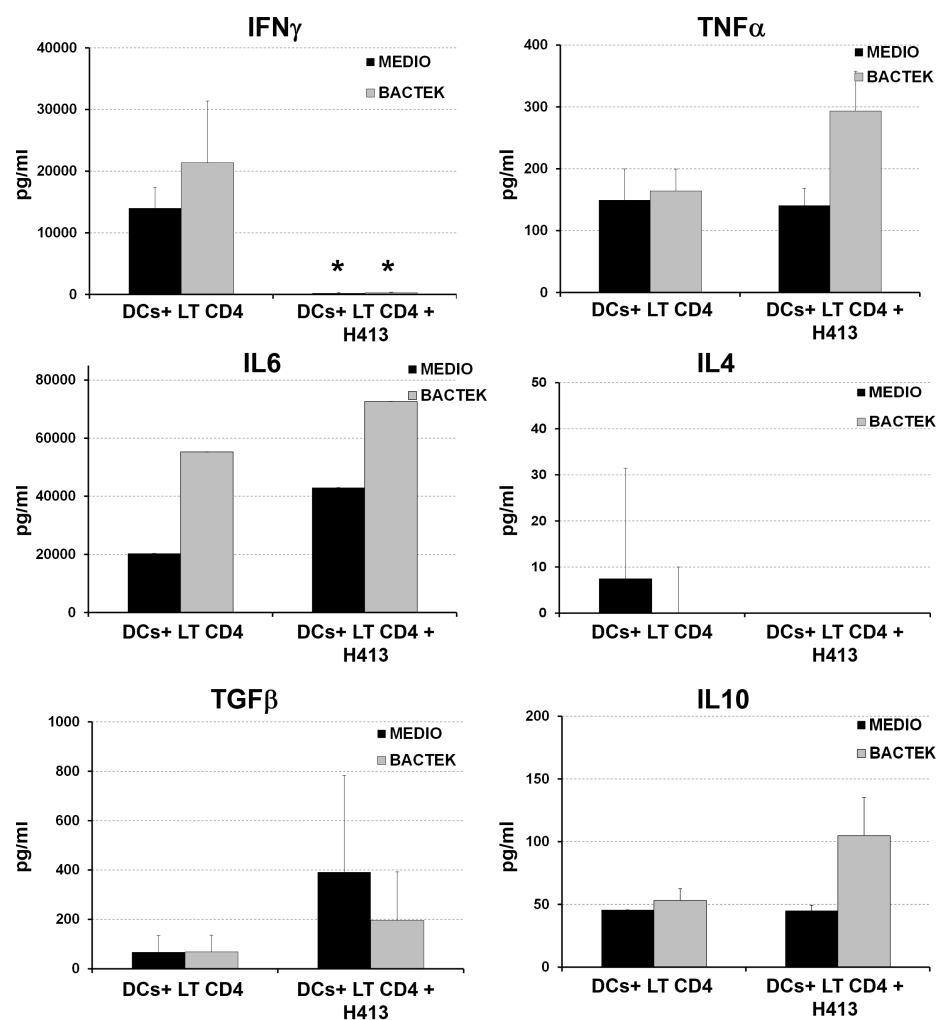 IFNγ
40000
30000
20000
10000
0
pg/ml
MEDIO
BACTEK
* *
DCs+ LT CD4
DCs+ LT CD4 +
H413
TNFα
400
300
200
100
0
pg/ml
MEDIO
BACTEK
DCs+ LT CD4
DCs+ LT CD4 +
H413
IL6
80000
60000
40000
20000
0
pg/ml
MEDIO
BACTEK
DCs+ LT CD4
DCs+ LT CD4 +
H413
IL4
50
40
30
20
10
0
pg/ml
MEDIO
BACTEK
DCs+ LT CD4
DCs+ LT CD4 +
H413
TGFβ
1000
800
600
400
200
0
pg/ml
MEDIO
BACTEK
DCs+ LT CD4
DCs+ LT CD4 +
H413
IL10
200
150
100
50
0
pg/ml
MEDIO
BACTEK
DCs+ LT CD4
DCs+ LT CD4 +
H413